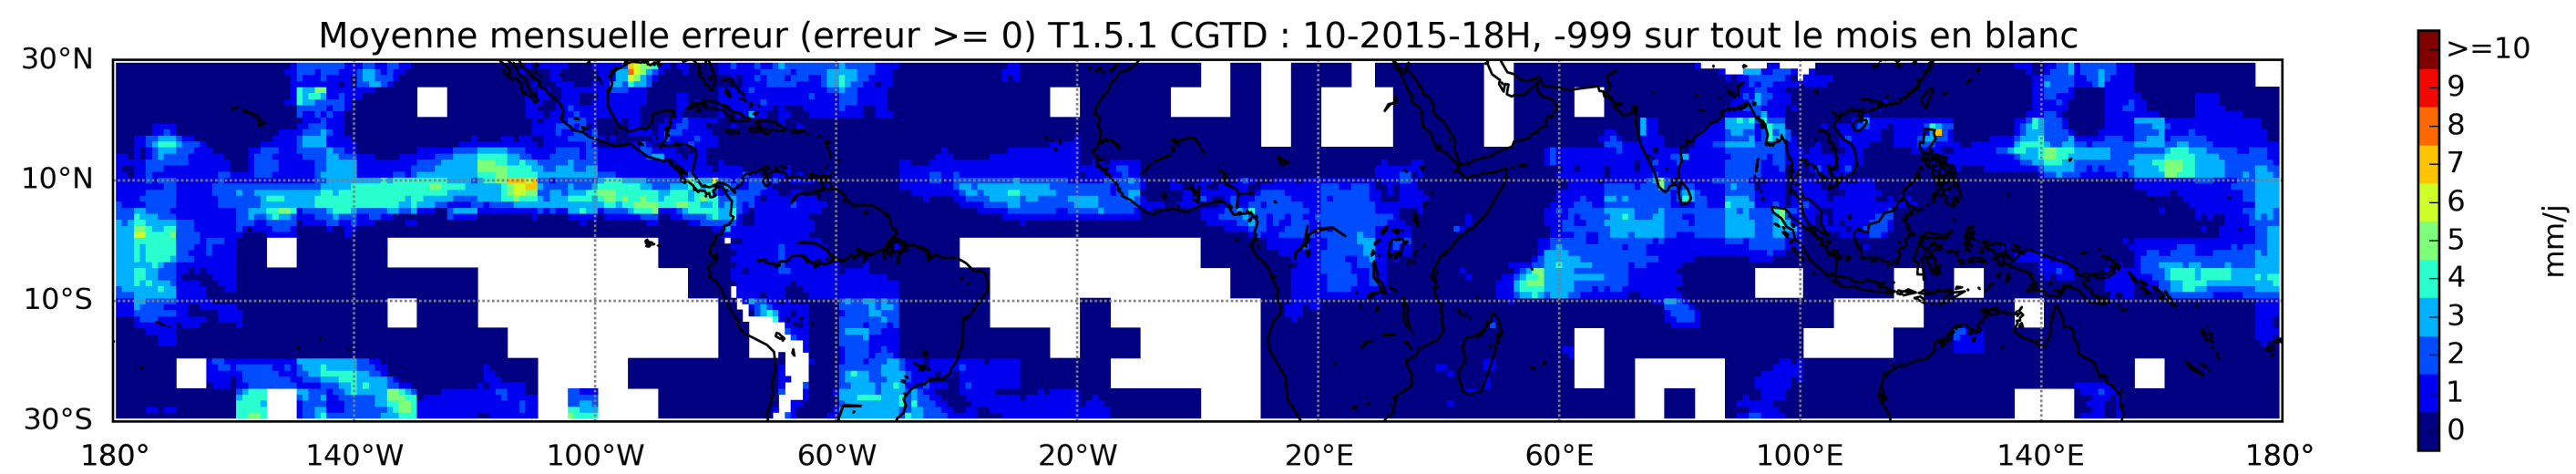 Moyenne mensuelle erreur (erreur >= 0) T1.5.1 CGTD : 10-2015-18H, -999 sur tout le mois en blanc
30°N
10°N
10°S
30°S
180° 140°W 100°W 60°W 20°W 20°E 60°E 100°E 140°E 180°
>=10
9
8
7
6
5
4
3
2
1
0
mm/j